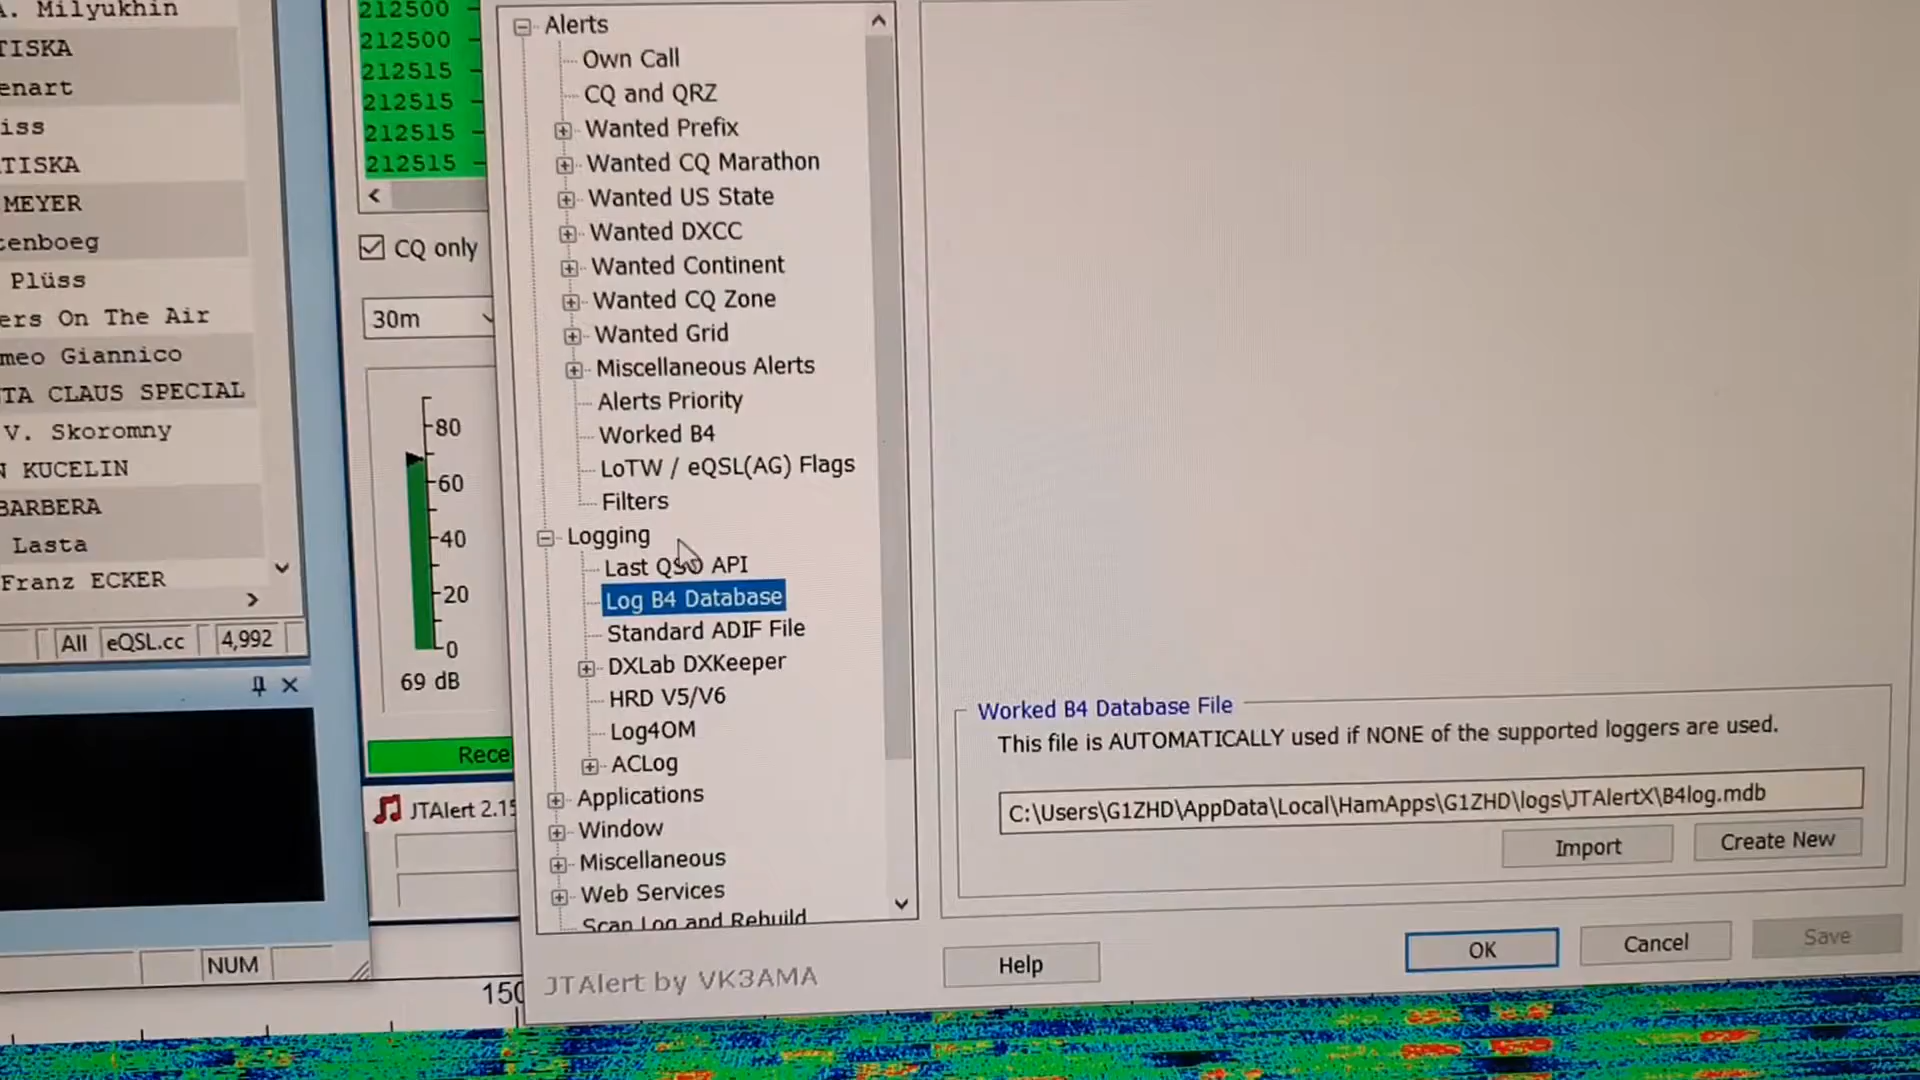 A. Milyukhin
TISKA
enart
iss
TISKA
MEYER
tenboeg
Plüss
ers On The Air
meo Giannico
TA CLAUS SPECIAL
V. Skoromny
N KUCELIN
BARBERA
Lasta
Franz ECKER
All eQSL.cc 4,992
NUM
212500 -
212500 -
212515 -
212515 -
212515 -
212515 -
CQ only
30m
80
60
40
20
0
69 dB
Rece
JTAlert 2.15
150
Alerts
Own Call
CQ and QRZ
Wanted Prefix
Wanted CQ Marathon
Wanted US State
Wanted DXCC
Wanted Continent
Wanted CQ Zone
Wanted Grid
Miscellaneous Alerts
Alerts Priority
Worked B4
LoTW / eQSL(AG) Flags
Filters
Logging
Last QSO API
Log B4 Database
Standard ADIF File
DXLab DXKeeper
HRD V5/V6
Log4OM
ACLog
Applications
Window
Miscellaneous
Web Services
Scan Log and Rebuild
JTAlert by VK3AMA
Worked B4 Database File
This file is AUTOMATICALLY used if NONE of the supported loggers are used.
C:\Users\G1ZHD\AppData\Local\HamApps\G1ZHD\logs\JTAlertX\B4log.mdb
Import Create New
Help OK Cancel Save